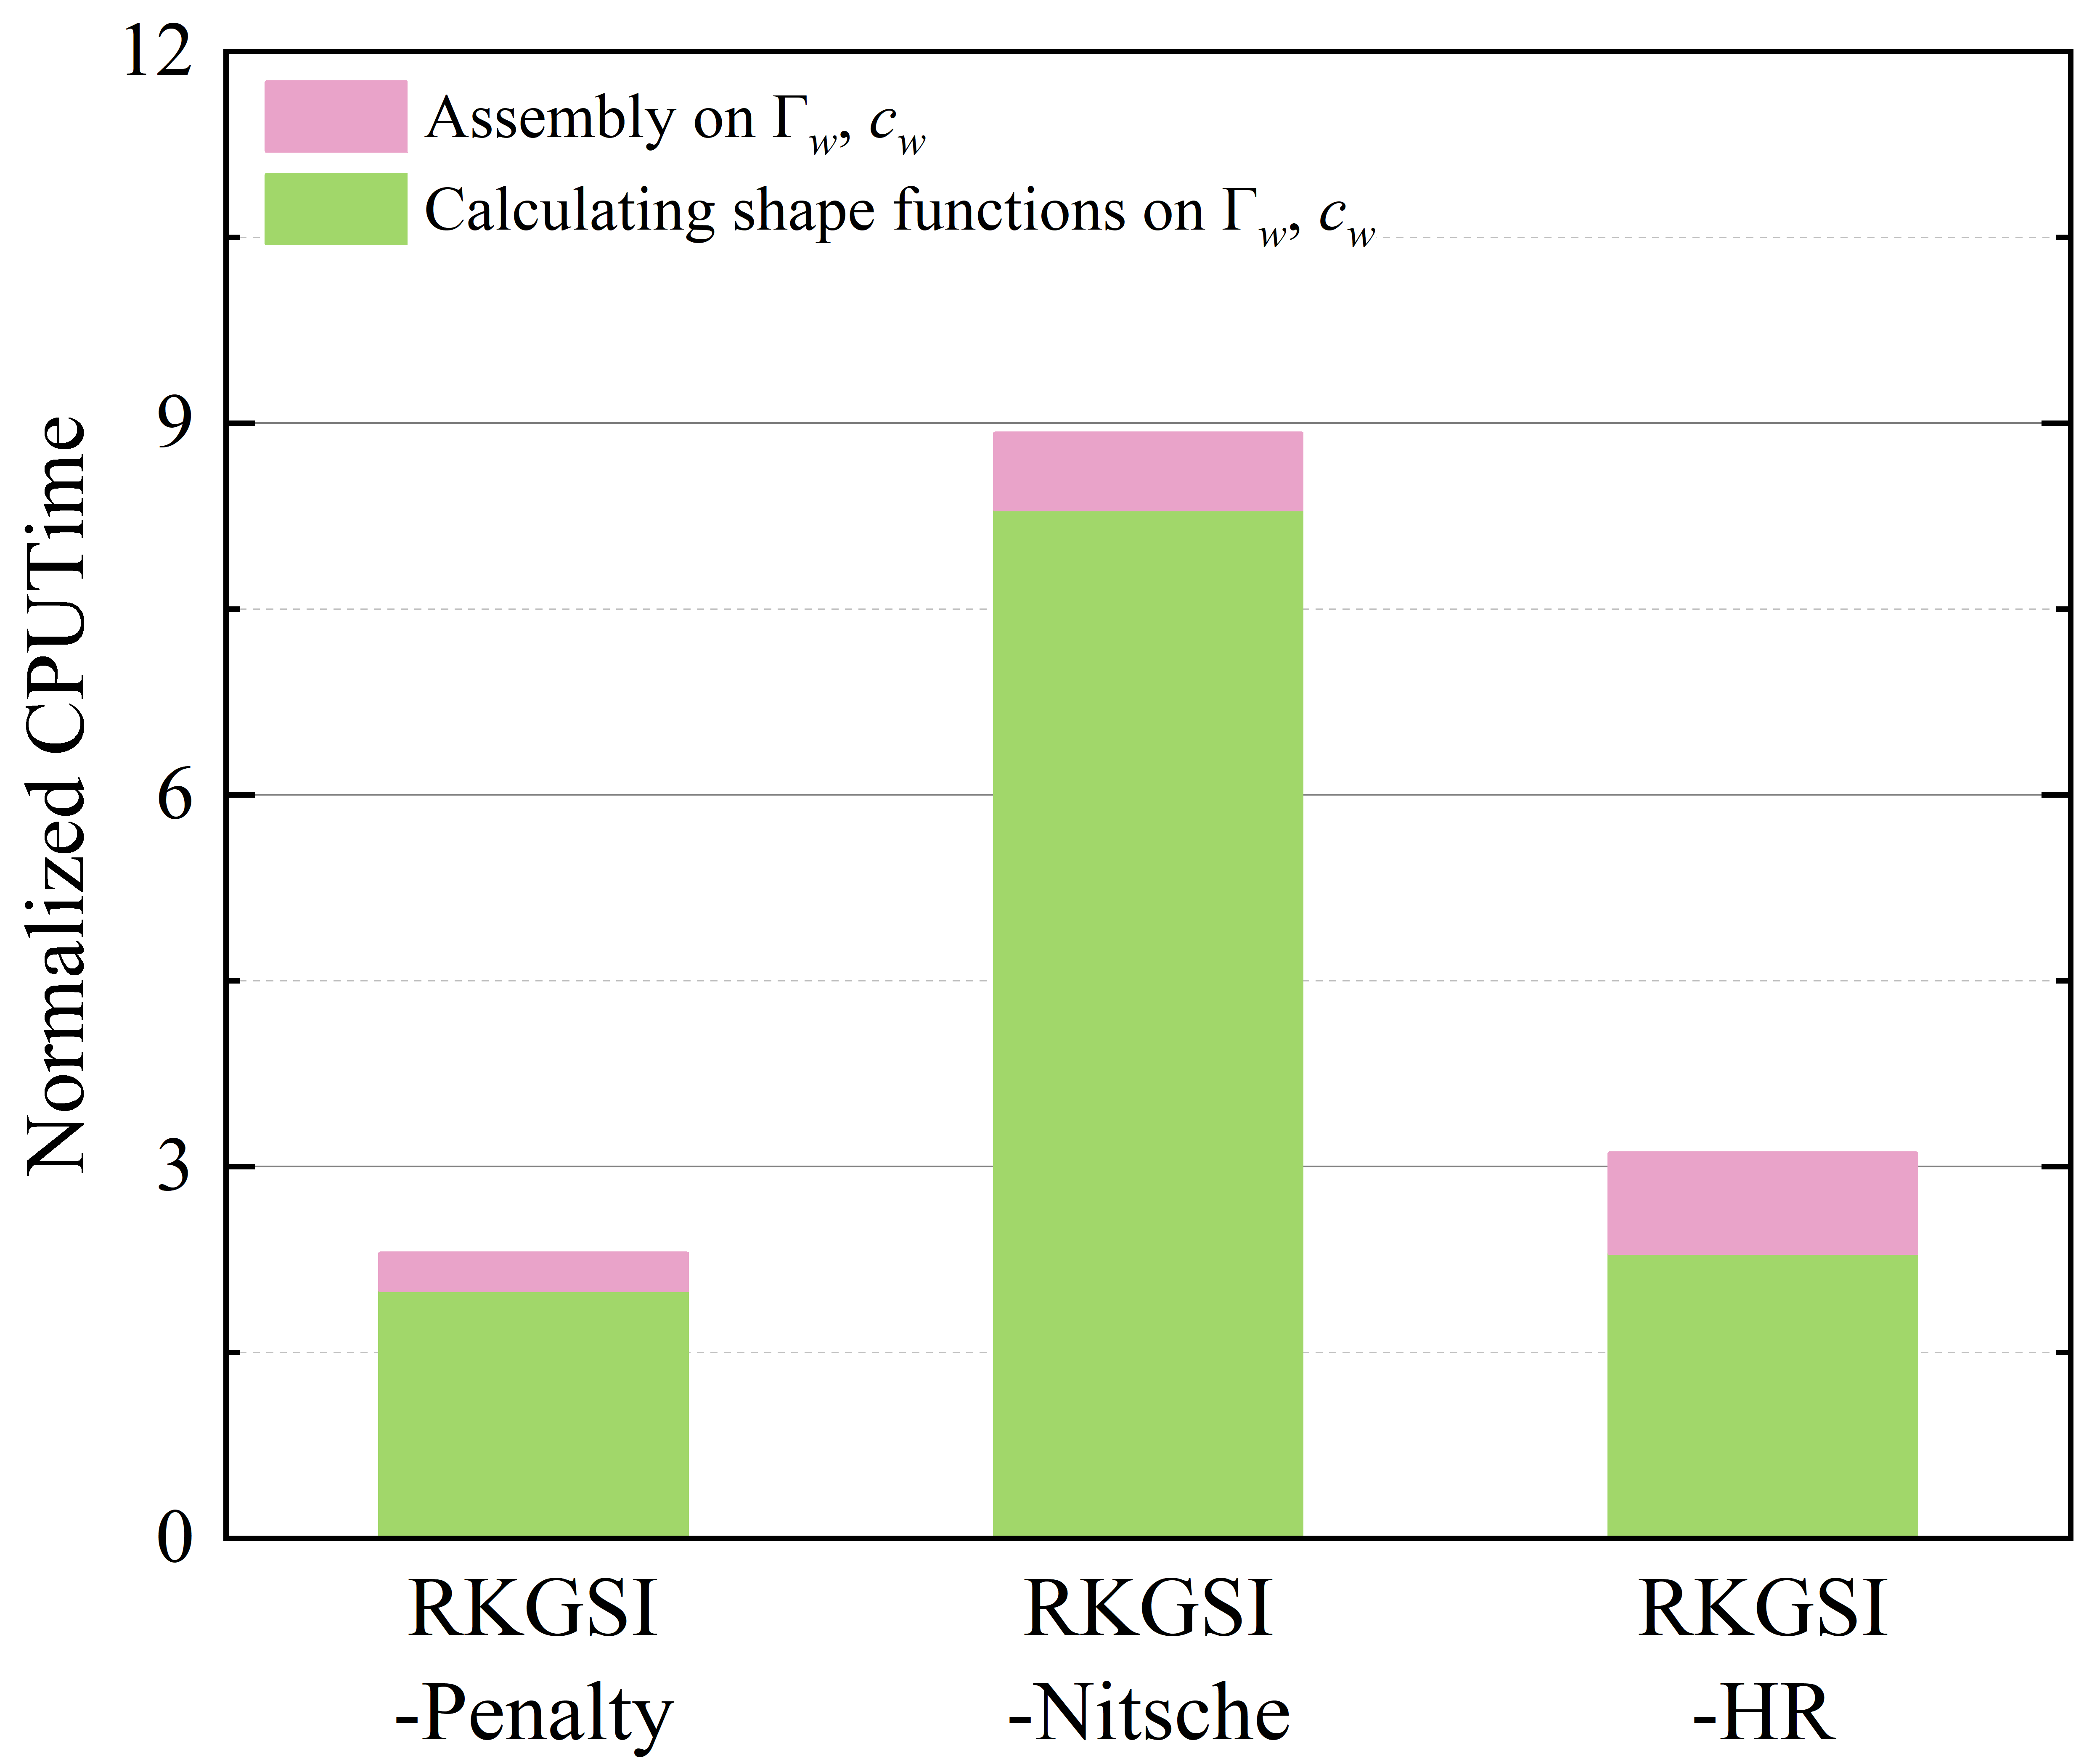 12
9
6
3
0
Normalized CPUTime
Assembly on Γw, cw
Calculating shape functions on Γw, cw
RKGSI
-Penalty
RKGSI
-Nitsche
RKGSI
-HR